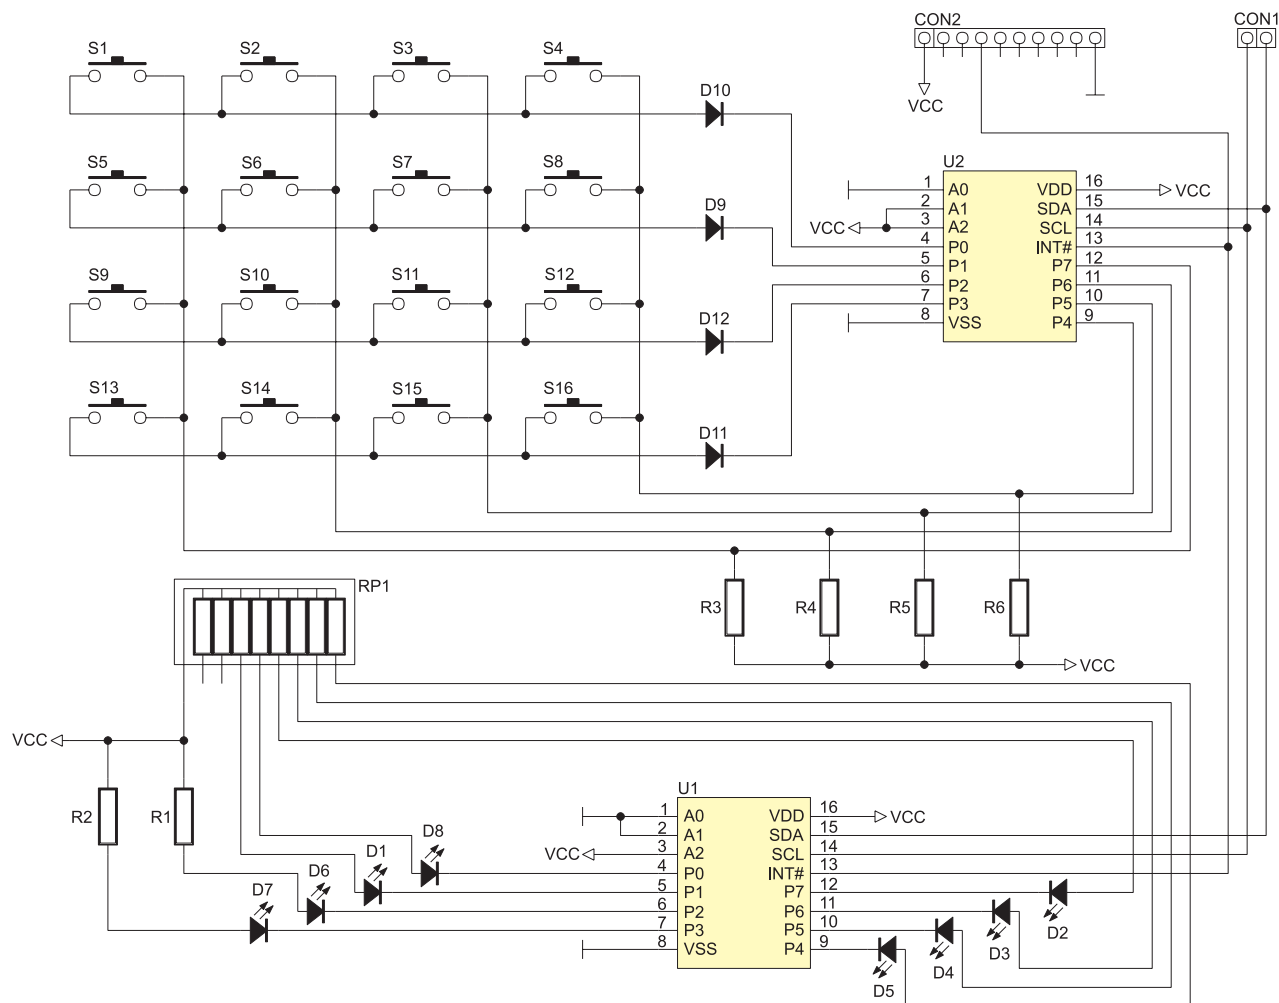 CON2 CON1
S1 S2 S3 S4
D10
VCC
S5 S6 S7 S8
D9
U2
1 A0 VDD 16 VCC
2 A1 SDA 15
VCC 3 A2 SCL 14
4 P0 INT# 13
5 P1 P7 12
6 P2 P6 11
7 P3 P5 10
8 VSS P4 9
S9 S10 S11 S12
D12
S13 S14 S15 S16
D11
RP1
R3 R4 R5 R6
VCC
VCC
R2 R1
U1
1 A0 VDD 16 VCC
2 A1 SDA 15
VCC 3 A2 SCL 14
4 P0 INT# 13
5 P1 P7 12
6 P2 P6 11
7 P3 P5 10
8 VSS P4 9
D7 D6 D1 D8
D5 D4 D3 D2